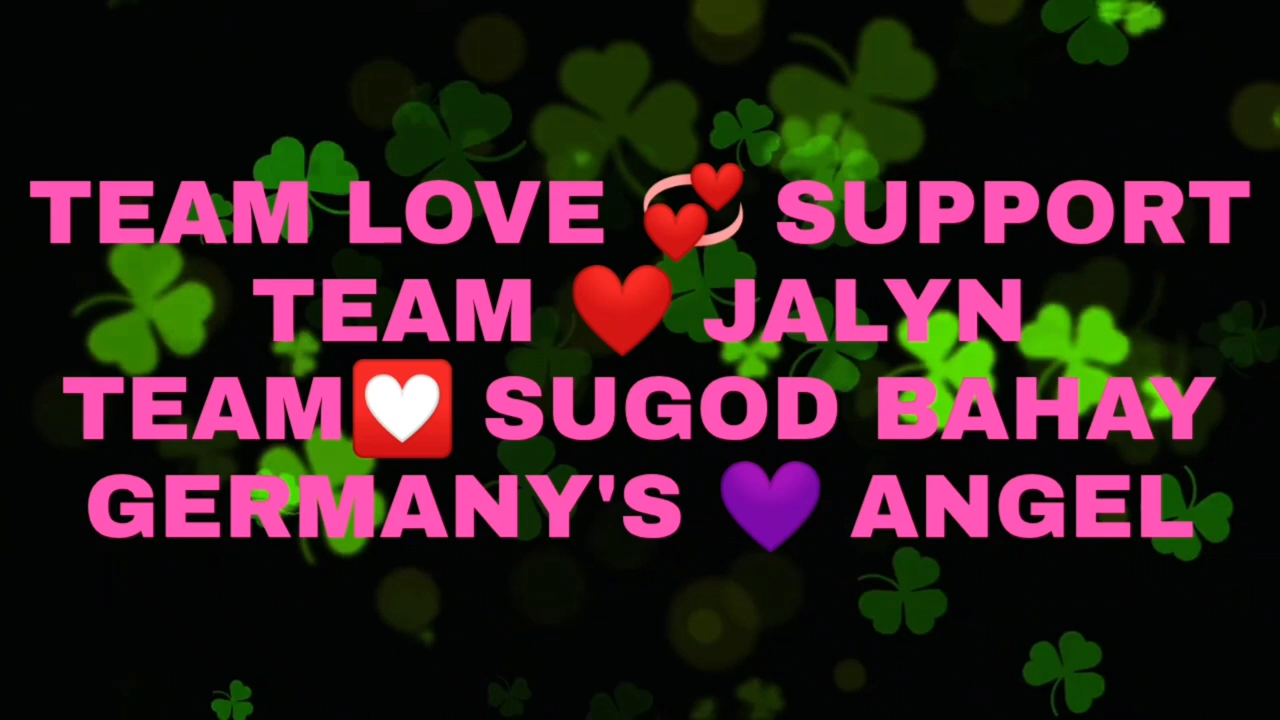 TEAM LOVE 💞 SUPPORT
TEAM ❤️ JALYN
TEAM💟 SUGOD BAHAY
GERMANY'S 💜 ANGEL